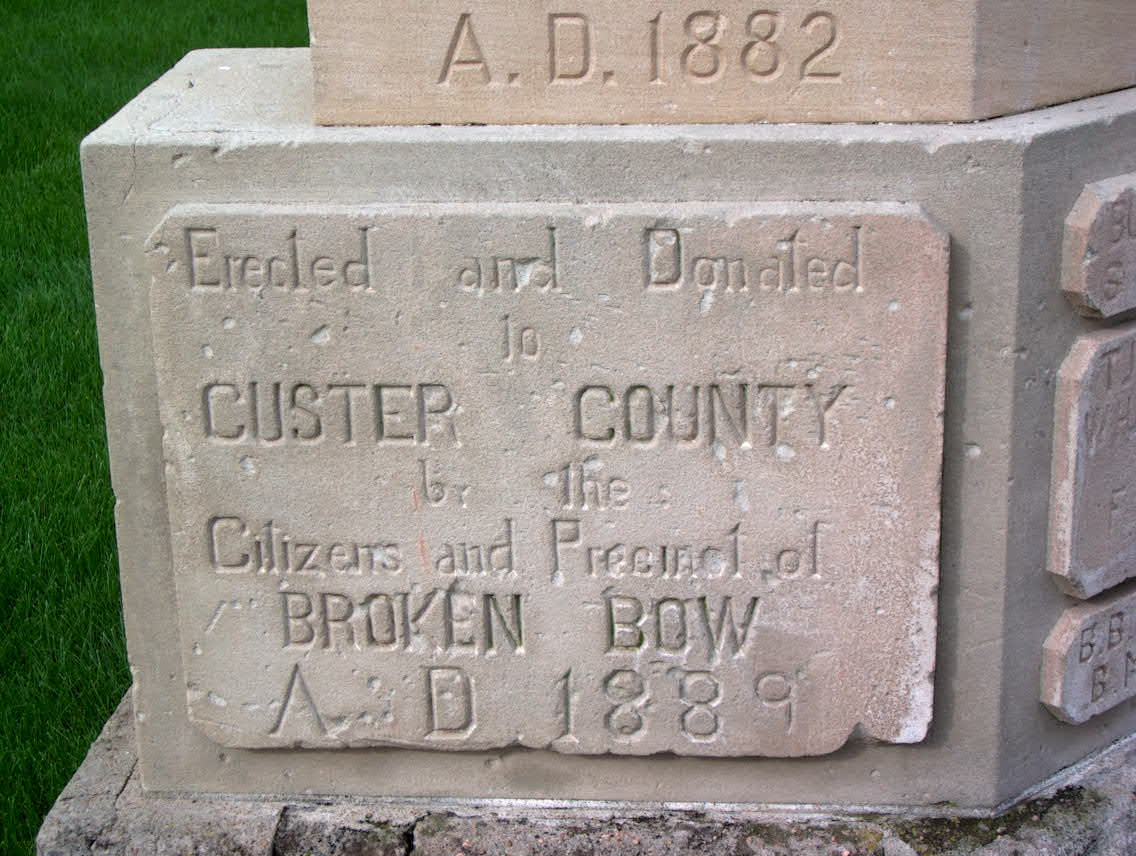 A.D.1882
Erected and Donated
to
CUSTER COUNTY
by the
Citizens and Precinct of
BROKEN BOW
A D 1889
T.J.
B.B.